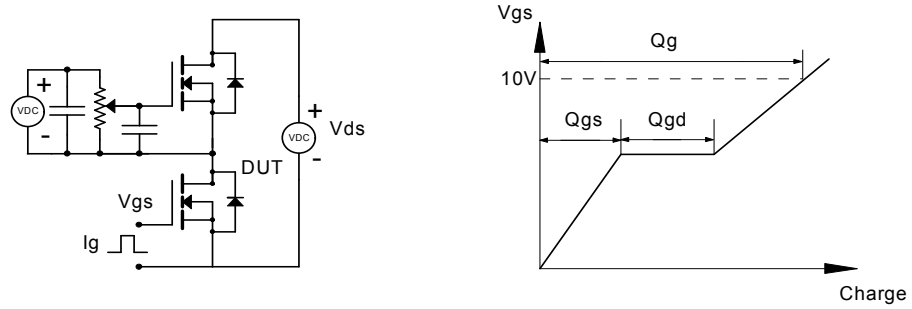 +
VDC
-
+
VDC
-
Vds
DUT
Vgs
Ig
Vgs
Qg
10V
Qgs
Qgd
Charge